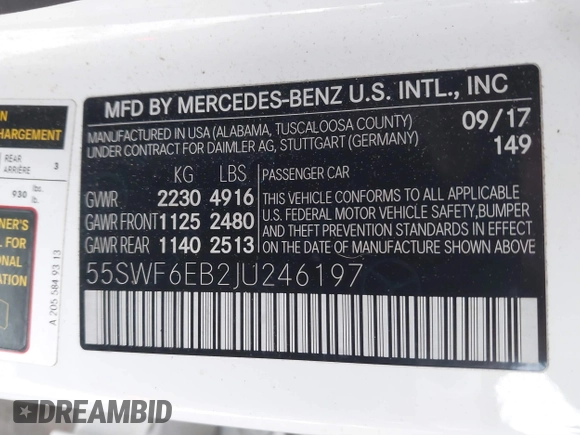 MFD BY MERCEDES-BENZ U.S. INTL., INC
MANUFACTURED IN USA (ALABAMA, TUSCALOOSA COUNTY) 09/17
UNDER CONTRACT FOR DAIMLER AG, STUTTGART (GERMANY) 149
KG LBS PASSENGER CAR
GVWR 2230 4916
GAWR FRONT 1125 2480
GAWR REAR 1140 2513
THIS VEHICLE CONFORMS TO ALL APPLICABLE
U.S. FEDERAL MOTOR VEHICLE SAFETY,BUMPER
AND THEFT PREVENTION STANDARDS IN
EFFECT ON THE DATE OF MANUFACTURE
SHOWN ABOVE.
55SWF6EB2JU246197
HARGEMENT
REAR 3
ARRIÈRE
930 lbs.
lb.
NER'S
L FOR
ONAL
ION
A 205 584 93 13
DREAMBID